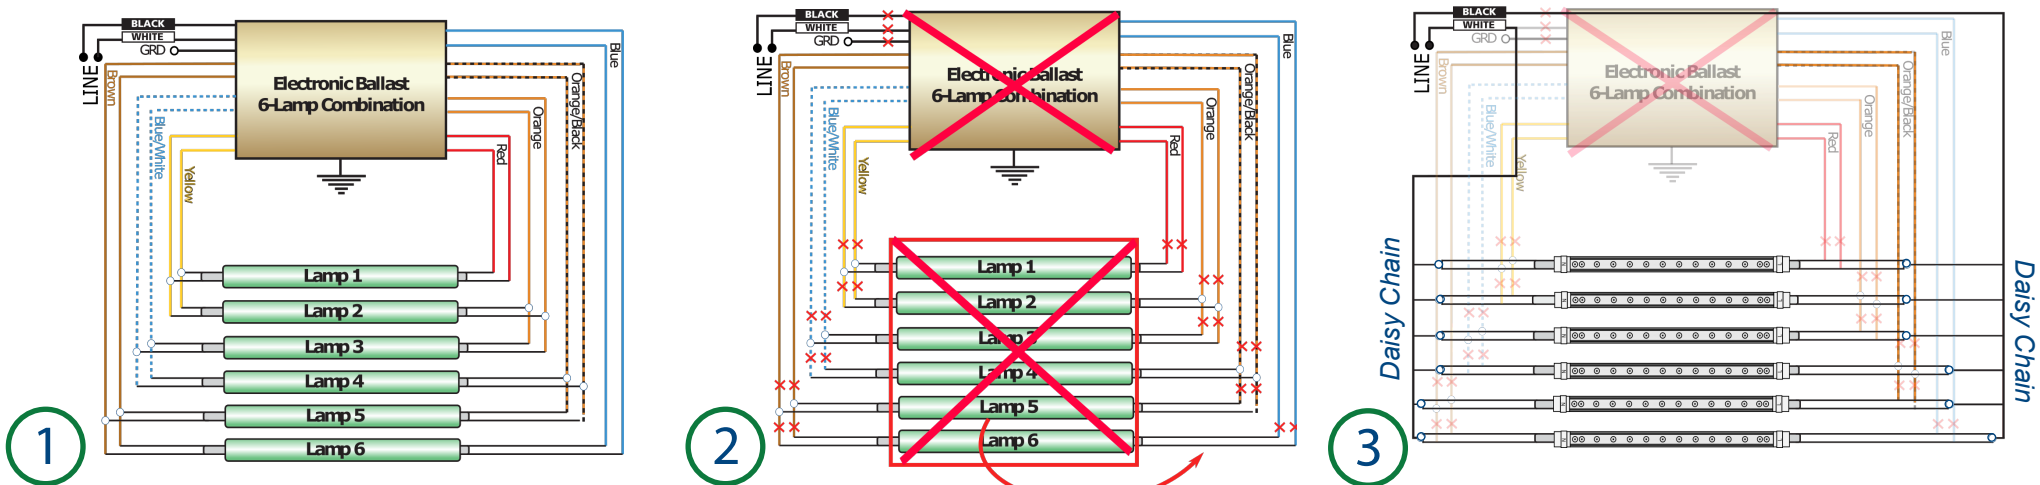 BLACK
WHITE
GRD
LINE
Brown
Blue/White
Yellow
Electronic Ballast
6-Lamp Combination
Blue
Orange/Black
Orange
Red
Lamp 1
Lamp 2
Lamp 3
Lamp 4
Lamp 5
Lamp 6
1
BLACK
WHITE
GRD
LINE
Brown
Blue/White
Yellow
Electronic Ballast
6-Lamp Combination
Blue
Orange/Black
Orange
Red
Lamp 1
Lamp 2
Lamp 3
Lamp 4
Lamp 5
Lamp 6
2
BLACK
WHITE
GRD
LINE
Brown
Blue/White
Yellow
Electronic Ballast
6-Lamp Combination
Blue
Orange/Black
Orange
Red
Daisy Chain
Daisy Chain
3